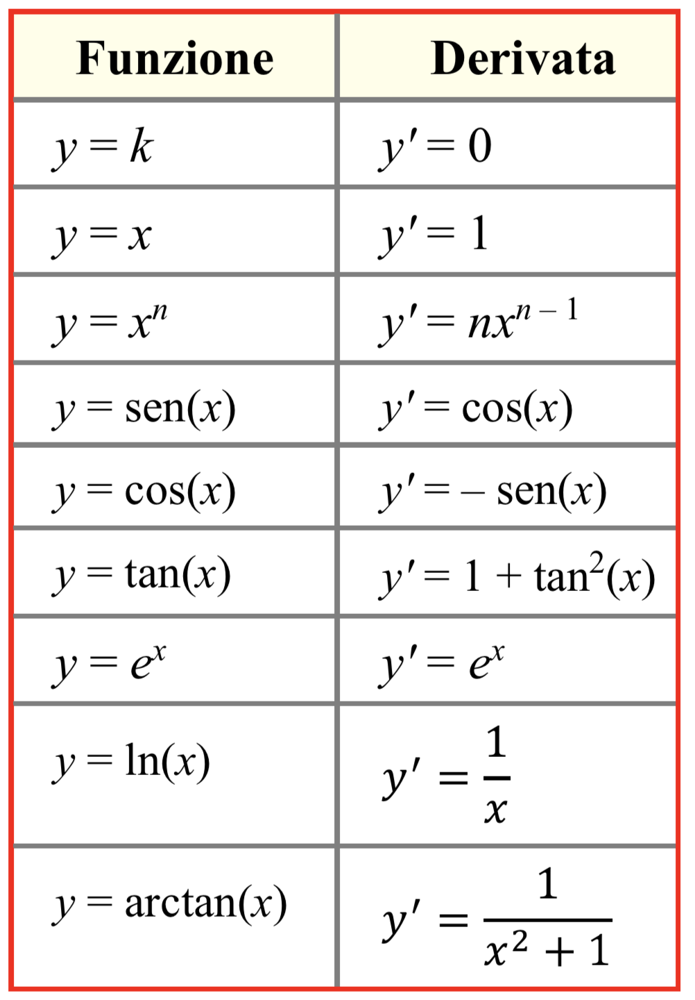 Funzione Derivata
y = k y′ = 0
y = x y′ = 1
y = xⁿ y′ = nxⁿ ⁻ ¹
y = sen(x) y′ = cos(x)
y = cos(x) y′ = – sen(x)
y = tan(x) y′ = 1 + tan²(x)
y = eˣ y′ = eˣ
y = ln(x) y′ = 1/x
y = arctan(x) y′ = 1/(x² + 1)